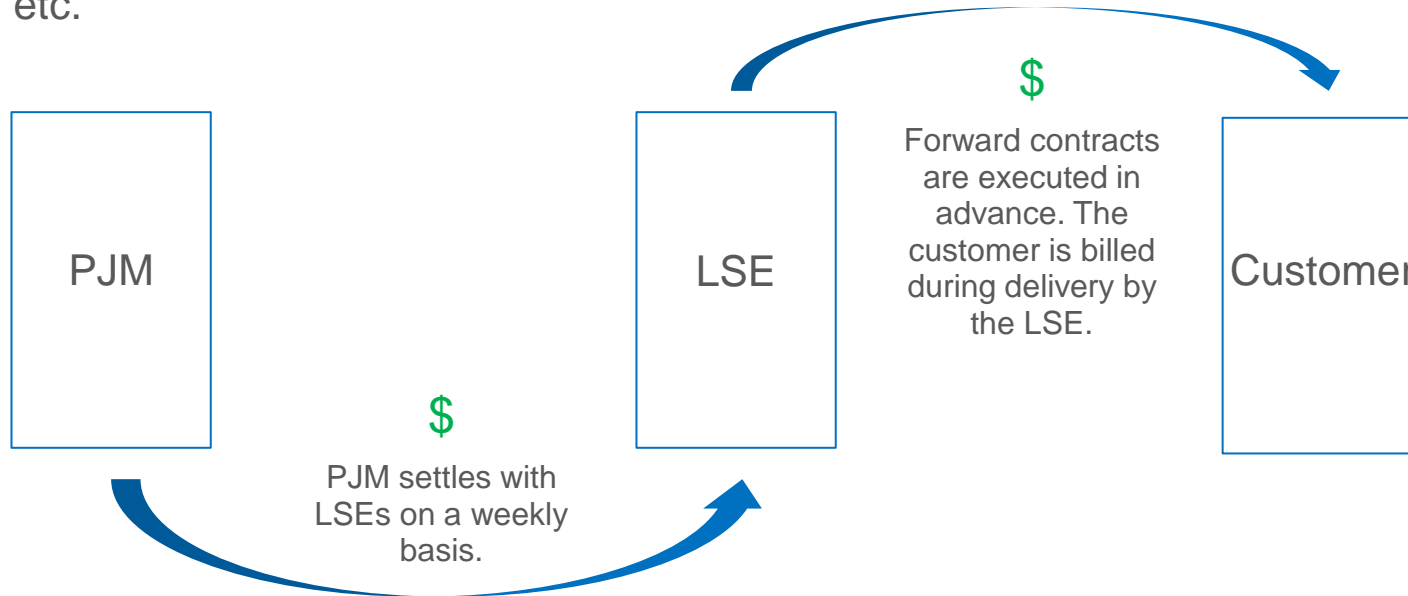 etc.
$
Forward contracts
are executed in
advance. The
customer is billed
during delivery by
the LSE.
PJM
LSE
Customer
$
PJM settles with
LSEs on a weekly
basis.